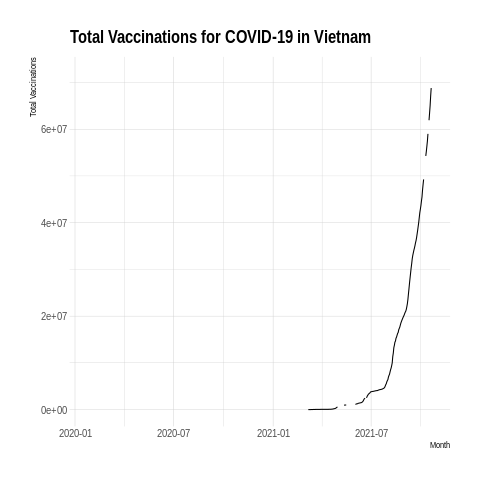 Total Vaccinations for COVID-19 in Vietnam
Total Vaccinations
6e+07
4e+07
2e+07
0e+00
2020-01 2020-07 2021-01 2021-07
Month